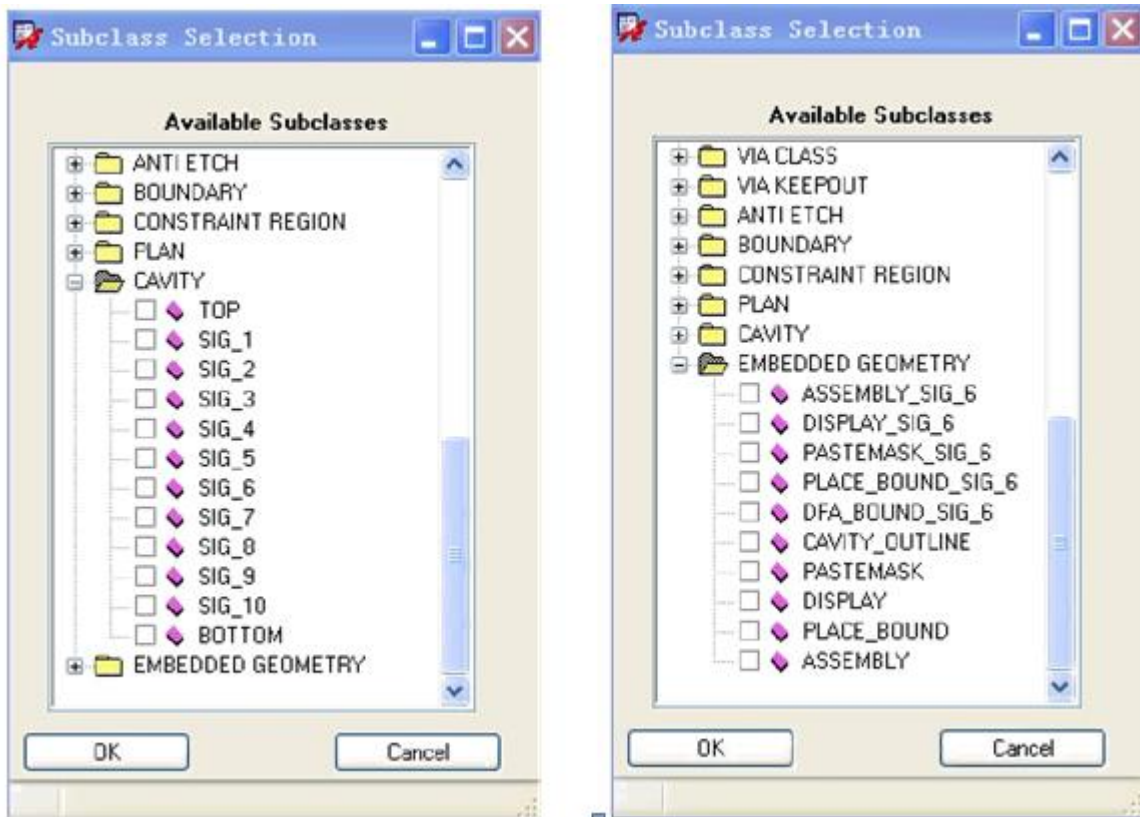 Subclass Selection
Available Subclasses
ANTI ETCH
BOUNDARY
CONSTRAINT REGION
PLAN
CAVITY
TOP
SIG_1
SIG_2
SIG_3
SIG_4
SIG_5
SIG_6
SIG_7
SIG_8
SIG_9
SIG_10
BOTTOM
EMBEDDED GEOMETRY
OK
Cancel
Subclass Selection
Available Subclasses
VIA CLASS
VIA KEEPOUT
ANTI ETCH
BOUNDARY
CONSTRAINT REGION
PLAN
CAVITY
EMBEDDED GEOMETRY
ASSEMBLY_SIG_6
DISPLAY_SIG_6
PASTEMASK_SIG_6
PLACE_BOUND_SIG_6
DFA_BOUND_SIG_6
CAVITY_OUTLINE
PASTEMASK
DISPLAY
PLACE_BOUND
ASSEMBLY
OK
Cancel